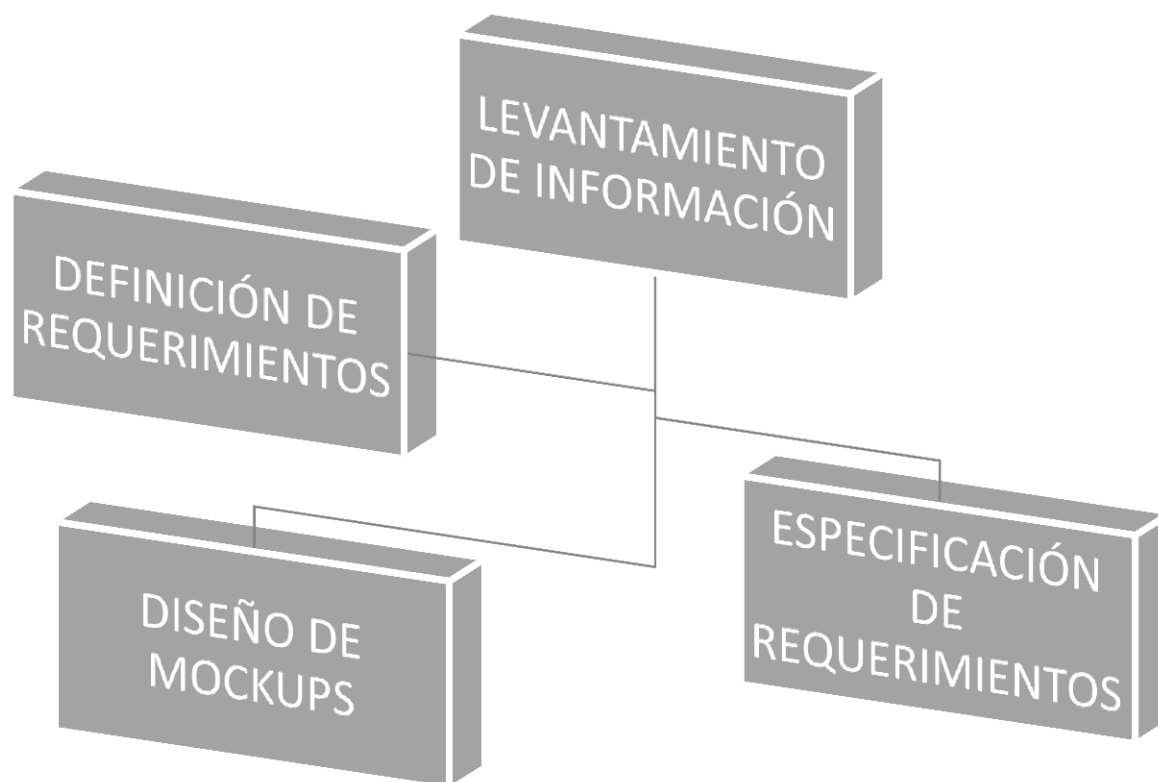 LEVANTAMIENTO
DE INFORMACIÓN
DEFINICIÓN DE
REQUERIMIENTOS
DISEÑO DE
MOCKUPS
ESPECIFICACIÓN
DE
REQUERIMIENTOS